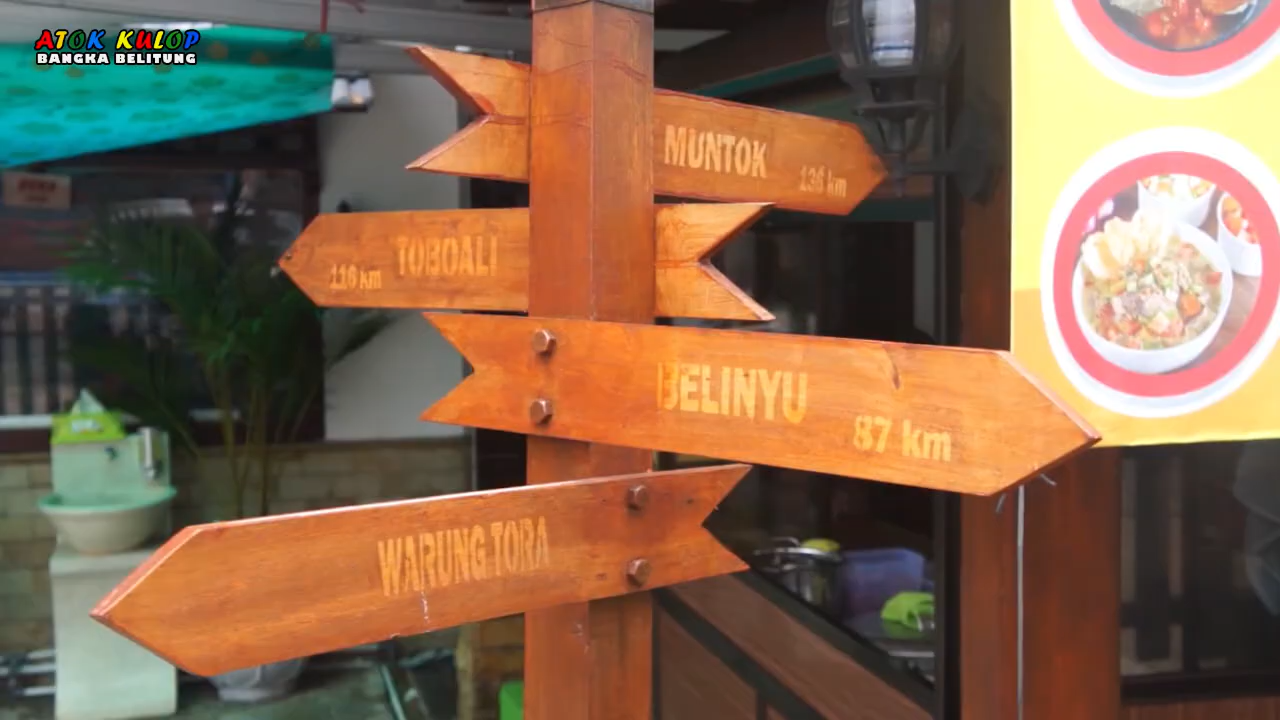 ATOK KULOP
BANGKA BELITUNG
MUNTOK
136 km
116 km TOBOALI
BELINYU
87 km
WARUNG TORA